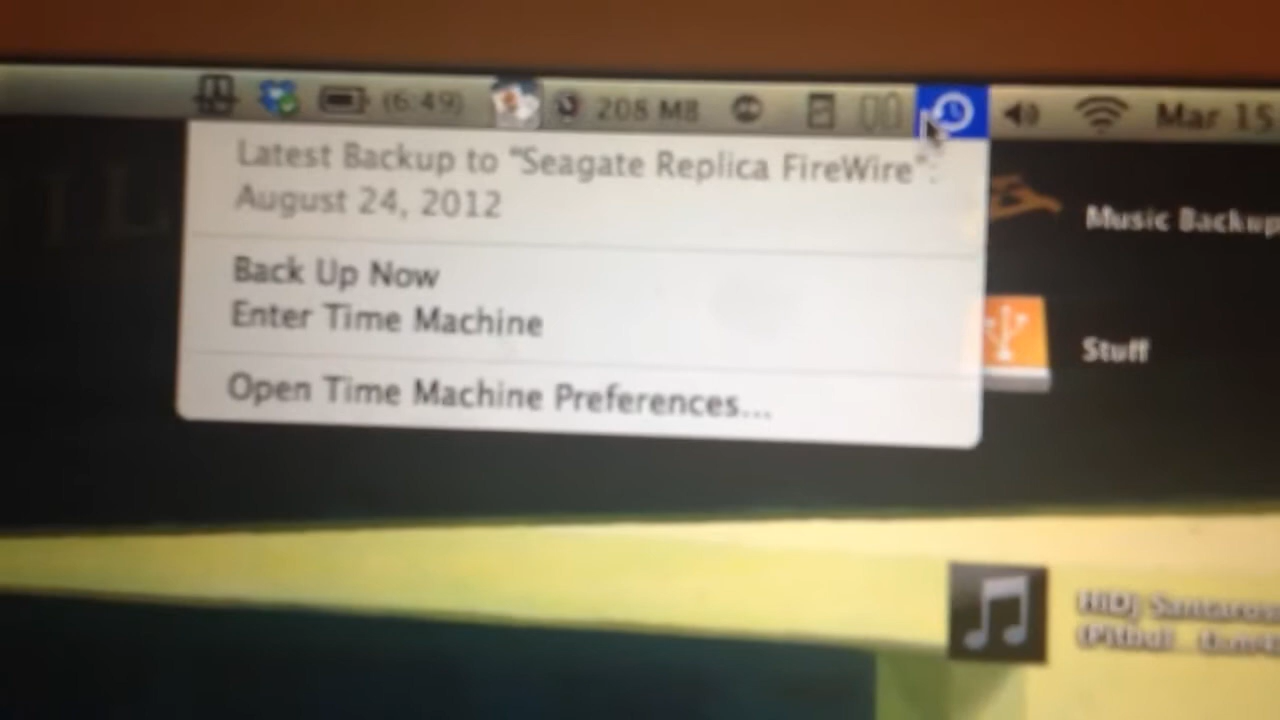 (6:49) 208 MB Mar 15
Latest Backup to "Seagate Replica FireWire":
August 24, 2012
Back Up Now
Enter Time Machine
Open Time Machine Preferences...
Music Backup
Stuff